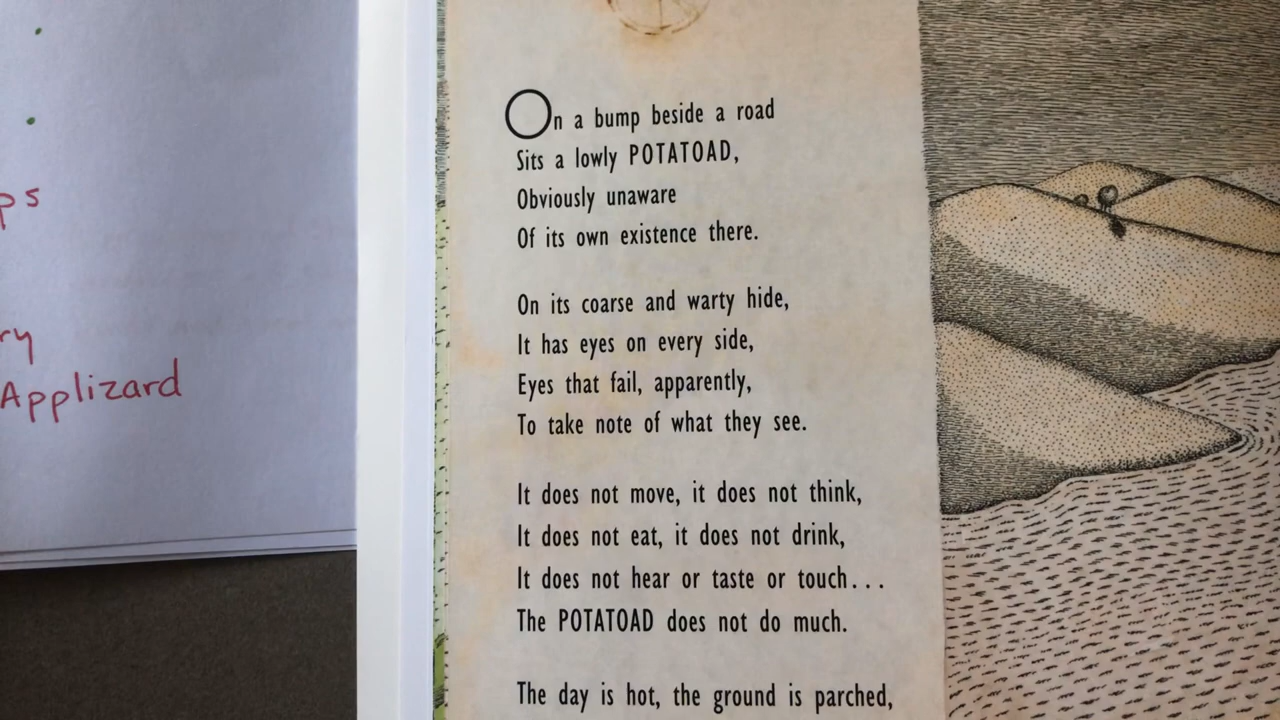 ps
ry
Applizard
On a bump beside a road
Sits a lowly POTATOAD,
Obviously unaware
Of its own existence there.
On its coarse and warty hide,
It has eyes on every side,
Eyes that fail, apparently,
To take note of what they see.
It does not move, it does not think,
It does not eat, it does not drink,
It does not hear or taste or touch...
The POTATOAD does not do much.
The day is hot, the ground is parched,